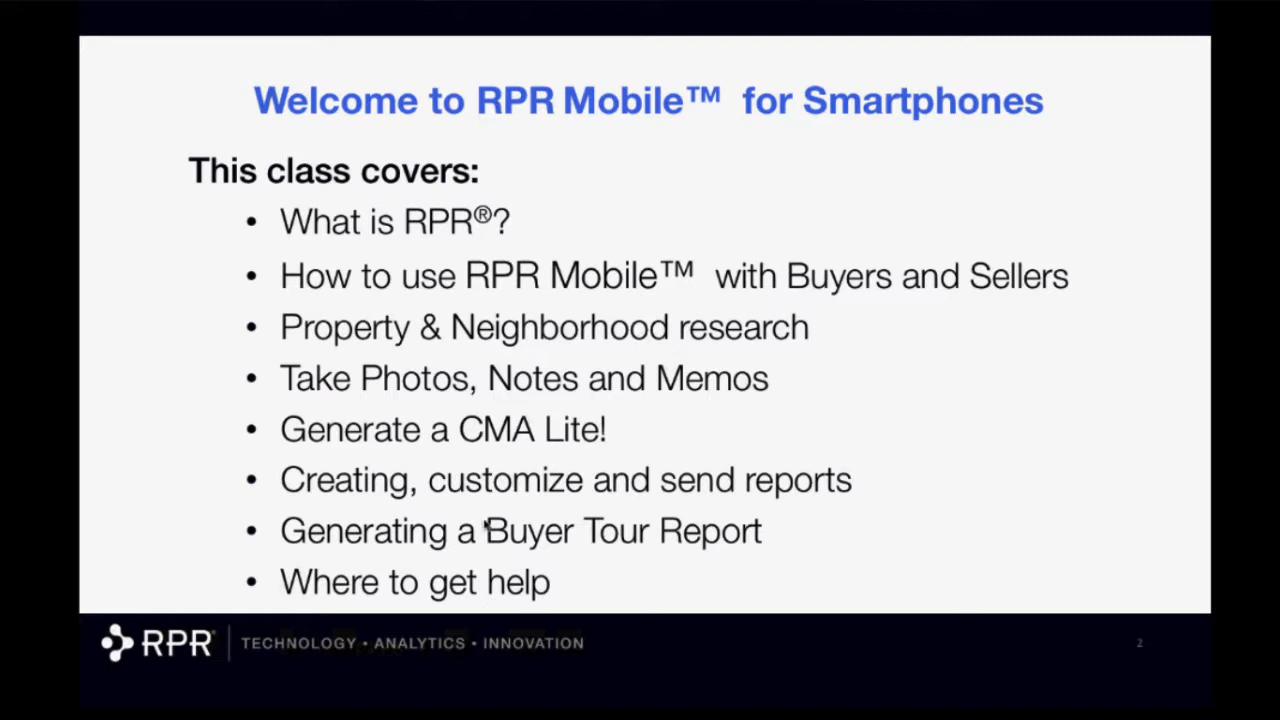 Welcome to RPR Mobile™ for Smartphones
This class covers:
• What is RPR®?
• How to use RPR Mobile™ with Buyers and Sellers
• Property & Neighborhood research
• Take Photos, Notes and Memos
• Generate a CMA Lite!
• Creating, customize and send reports
• Generating a Buyer Tour Report
• Where to get help
RPR® | TECHNOLOGY • ANALYTICS • INNOVATION
2